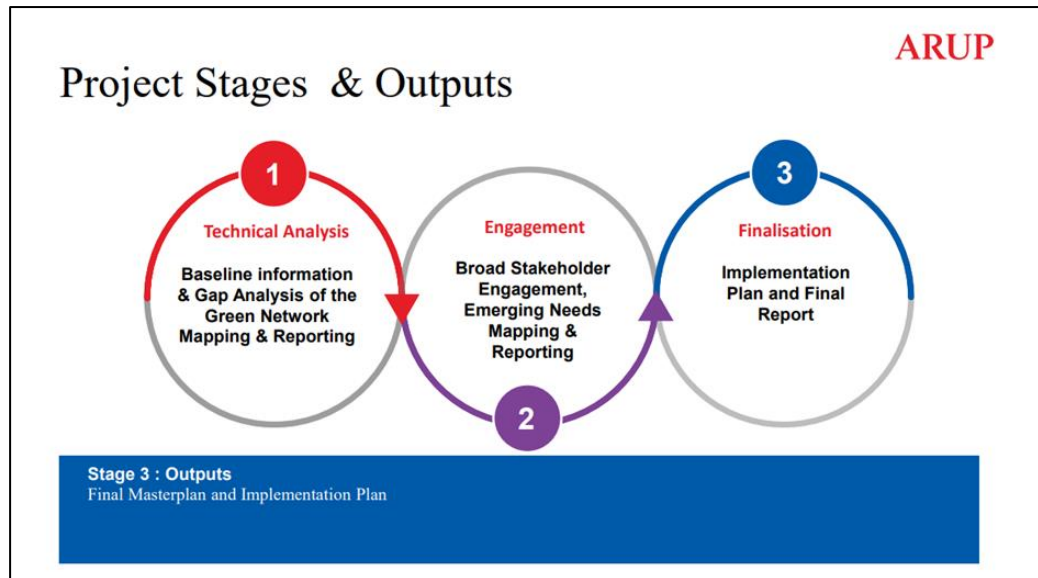 ARUP
Project Stages & Outputs
1
Technical Analysis
Baseline information
& Gap Analysis of the
Green Network
Mapping & Reporting
Engagement
Broad Stakeholder
Engagement,
Emerging Needs
Mapping &
Reporting
2
3
Finalisation
Implementation
Plan and Final
Report
Stage 3 : Outputs
Final Masterplan and Implementation Plan